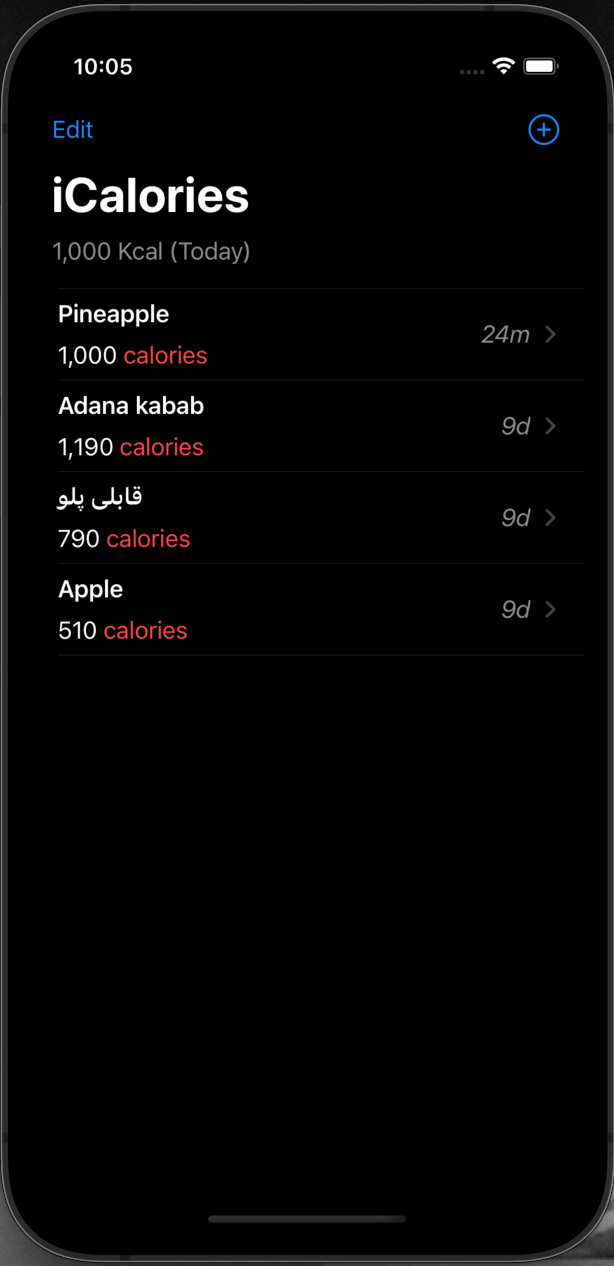 10:05
Edit
iCalories
1,000 Kcal (Today)
Pineapple
24m
1,000 calories
Adana kabab
9d
1,190 calories
قابلی پلو
9d
790 calories
Apple
9d
510 calories